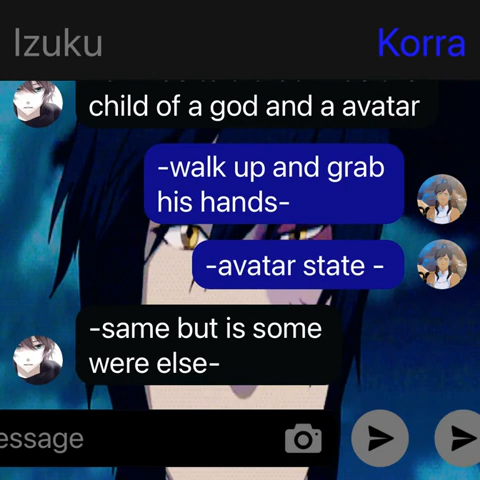 Izuku
Korra
child of a god and a avatar
-walk up and grab
his hands-
-avatar state -
-same but is some
were else-
essage